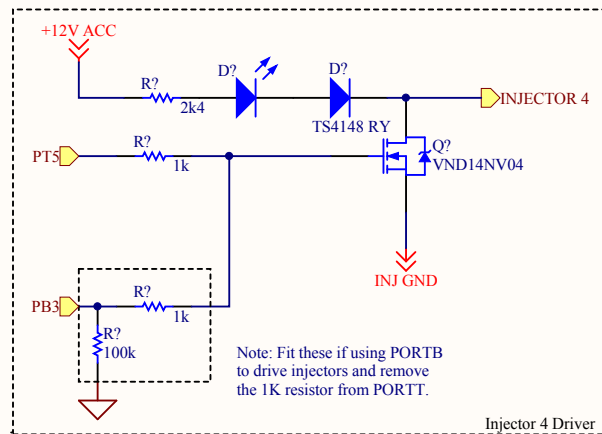 +12V ACC
D?
D?
R?
2k4
TS4148 RY
INJECTOR 4
R?
PT5
1k
Q?
VND14NV04
INJ GND
R?
PB3
1k
R?
100k
Note: Fit these if using PORTB
to drive injectors and remove
the 1K resistor from PORTT.
Injector 4 Driver